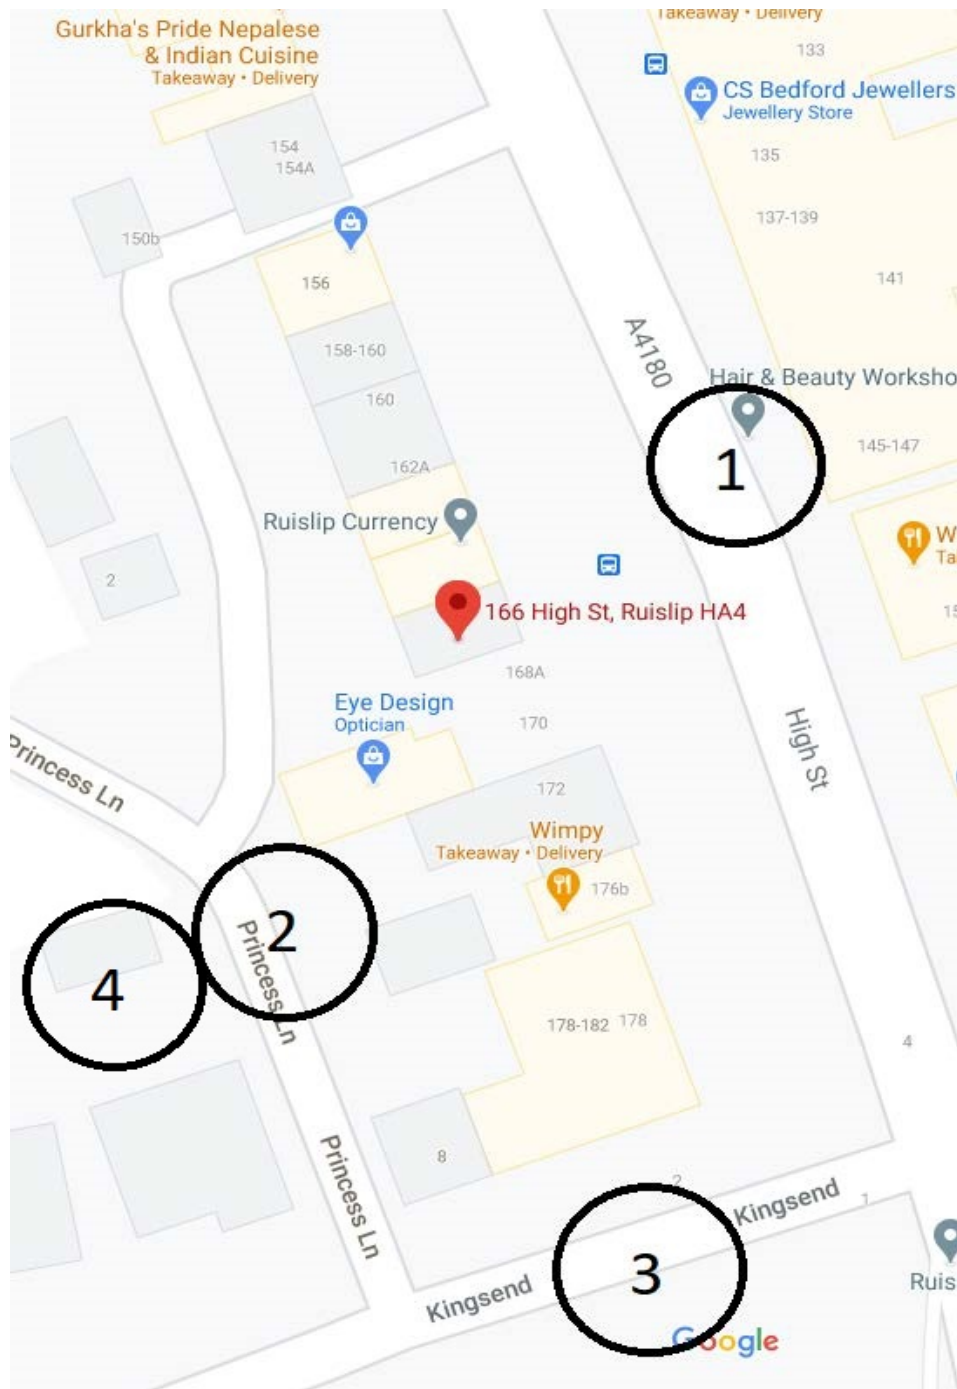 Takeaway • Delivery
Gurkha's Pride Nepalese
& Indian Cuisine
Takeaway • Delivery
133
CS Bedford Jewellers
Jewellery Store
154
154A
135
137-139
150b
156
141
A4180
158-160
Hair & Beauty Worksho
160
145-147
162A
1
Ruislip Currency
W
Ta
2
166 High St, Ruislip HA4
15
168A
Eye Design
Optician
170
High St
Princess Ln
172
Wimpy
Takeaway • Delivery
176b
2
Princess Ln
4
178-182
178
4
8
Princess Ln
2
Kingsend
1
3
Kingsend
Ruis
Google